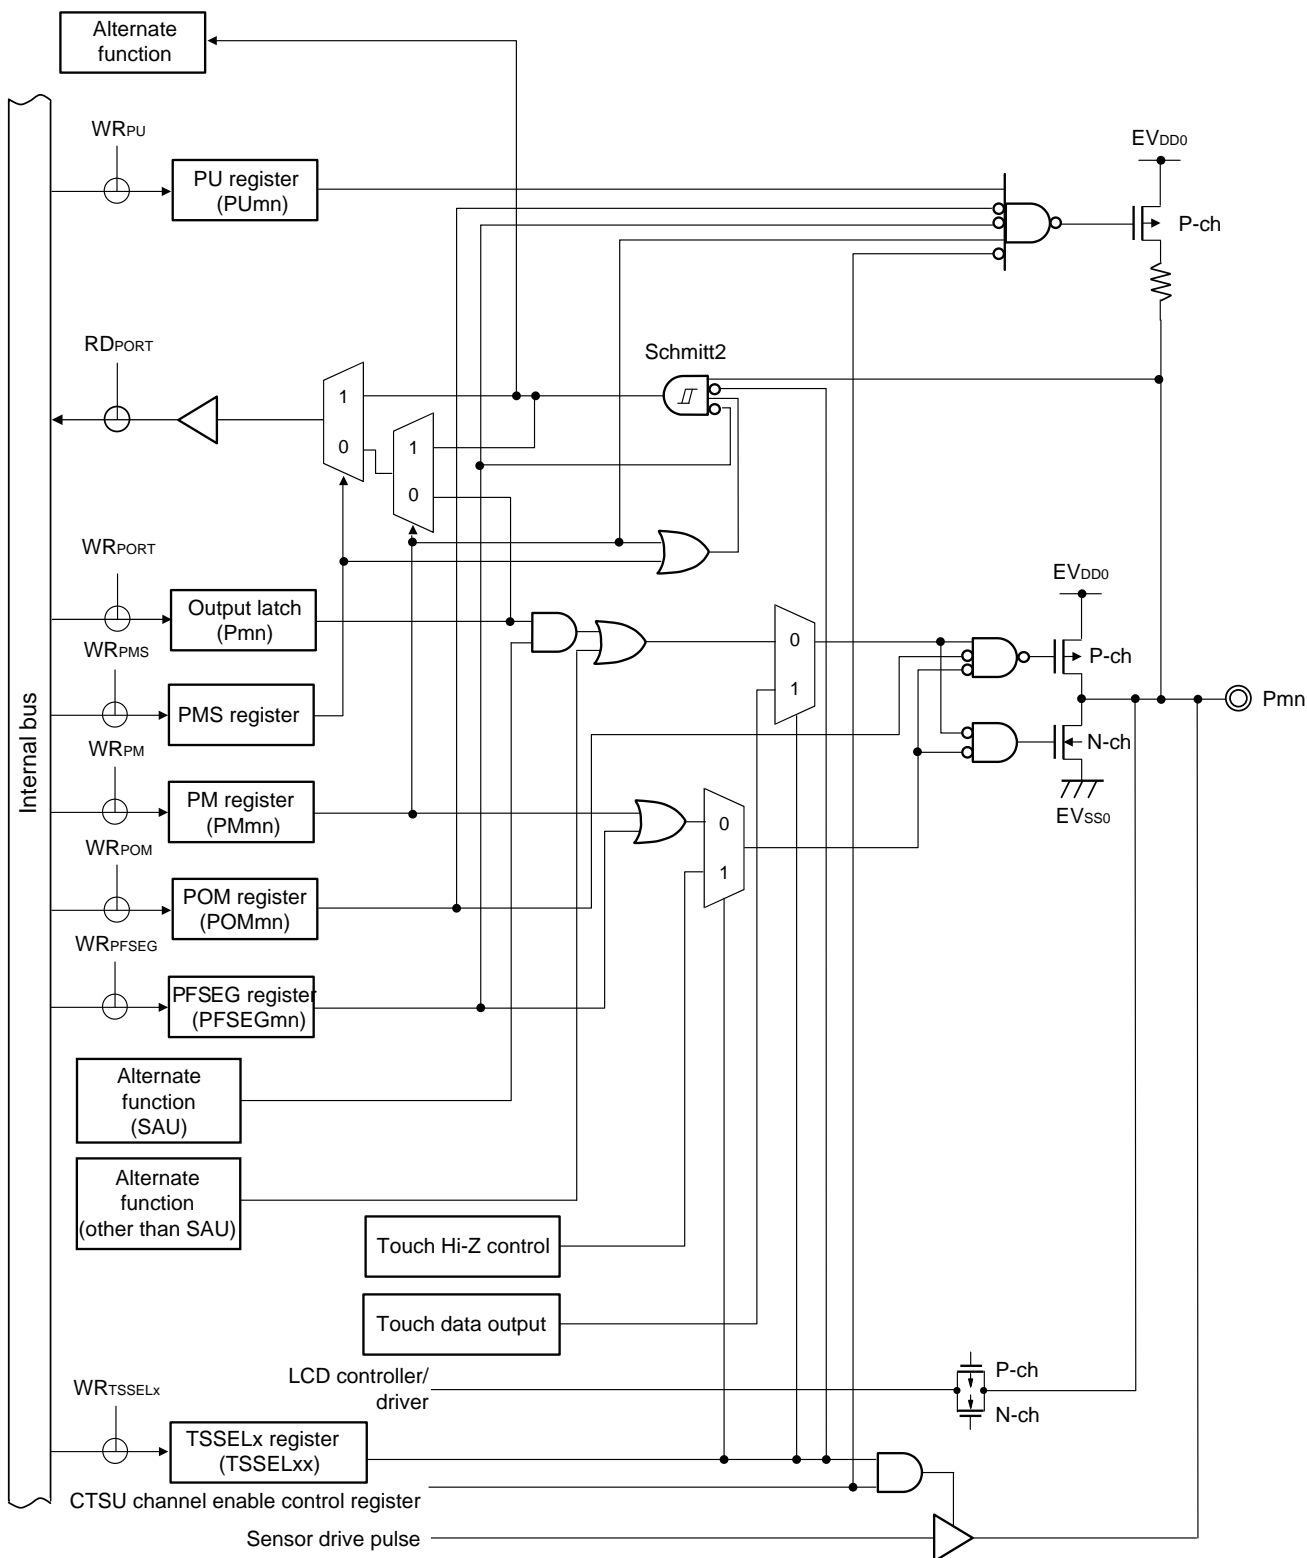 Alternate
function
WRPU
PU register
(PUmn)
EVDD0
P-ch
RDPORT
Schmitt2
1
0
1
0
WRPORT
Output latch
(Pmn)
EVDD0
P-ch
0
1
Pmn
WRPMS
PMS register
N-ch
EVSS0
Internal bus
WRPM
PM register
(PMmn)
0
1
WRPOM
POM register
(POMmn)
WRPFSEG
PFSEG register
(PFSEGmn)
Alternate
function
(SAU)
Alternate
function
(other than SAU)
Touch Hi-Z control
Touch data output
LCD controller/
driver
P-ch
N-ch
WRTSSELx
TSSELx register
(TSSELxx)
CTSU channel enable control register
Sensor drive pulse